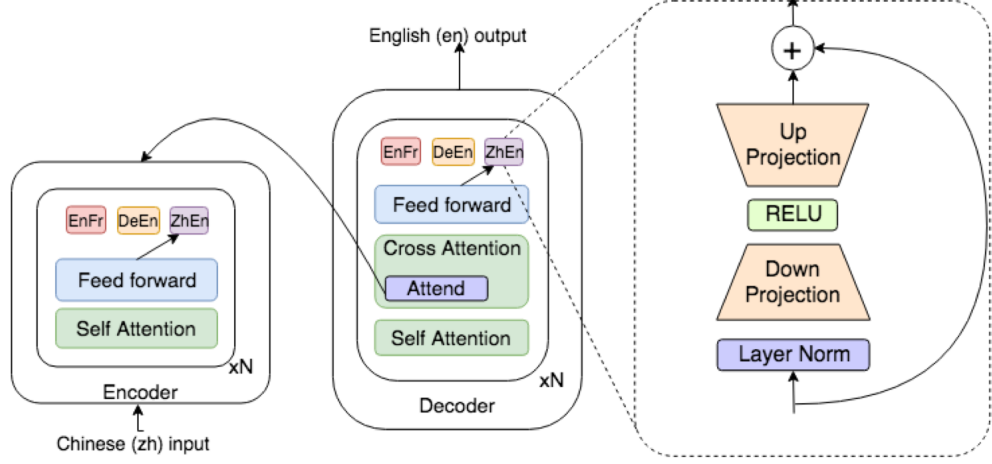 EnFr DeEn ZhEn
Feed forward
Self Attention
xN
Encoder
Chinese (zh) input
English (en) output
EnFr DeEn ZhEn
Feed forward
Cross Attention
Attend
Self Attention
xN
Decoder
+
Up
Projection
RELU
Down
Projection
Layer Norm